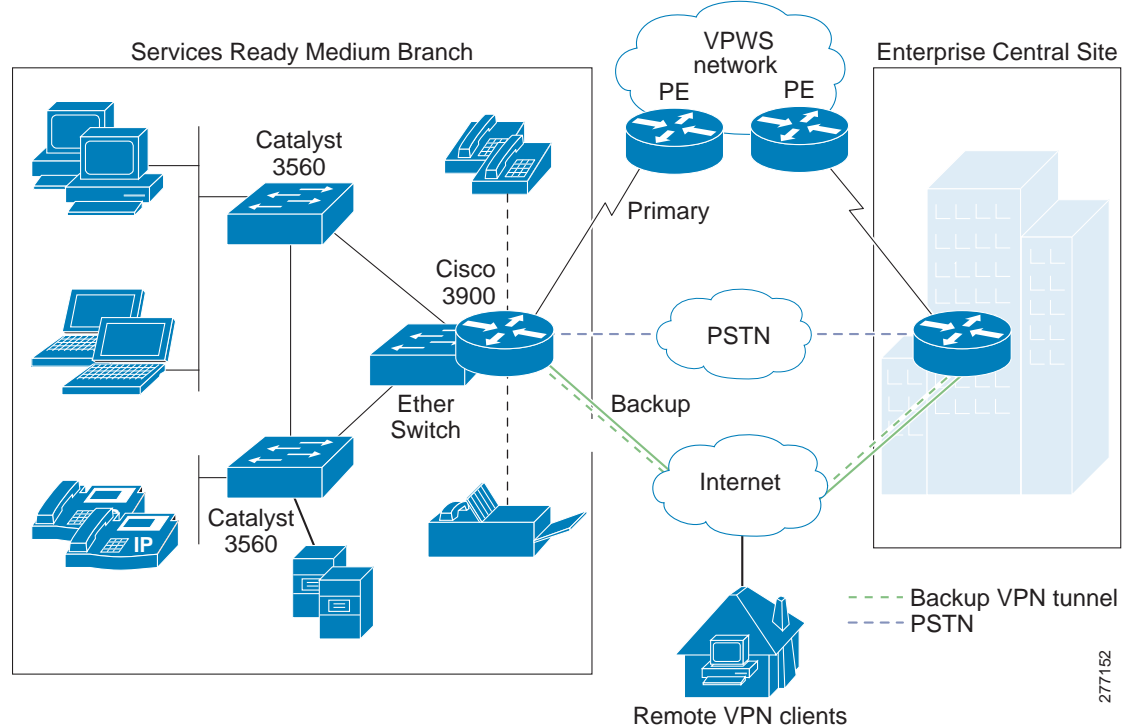 Services Ready Medium Branch
VPWS
network
PE
PE
Enterprise Central Site
Catalyst
3560
Primary
Cisco
3900
PSTN
Ether
Switch
Backup
Internet
Catalyst
3560
IP
Backup VPN tunnel
PSTN
Remote VPN clients
277152